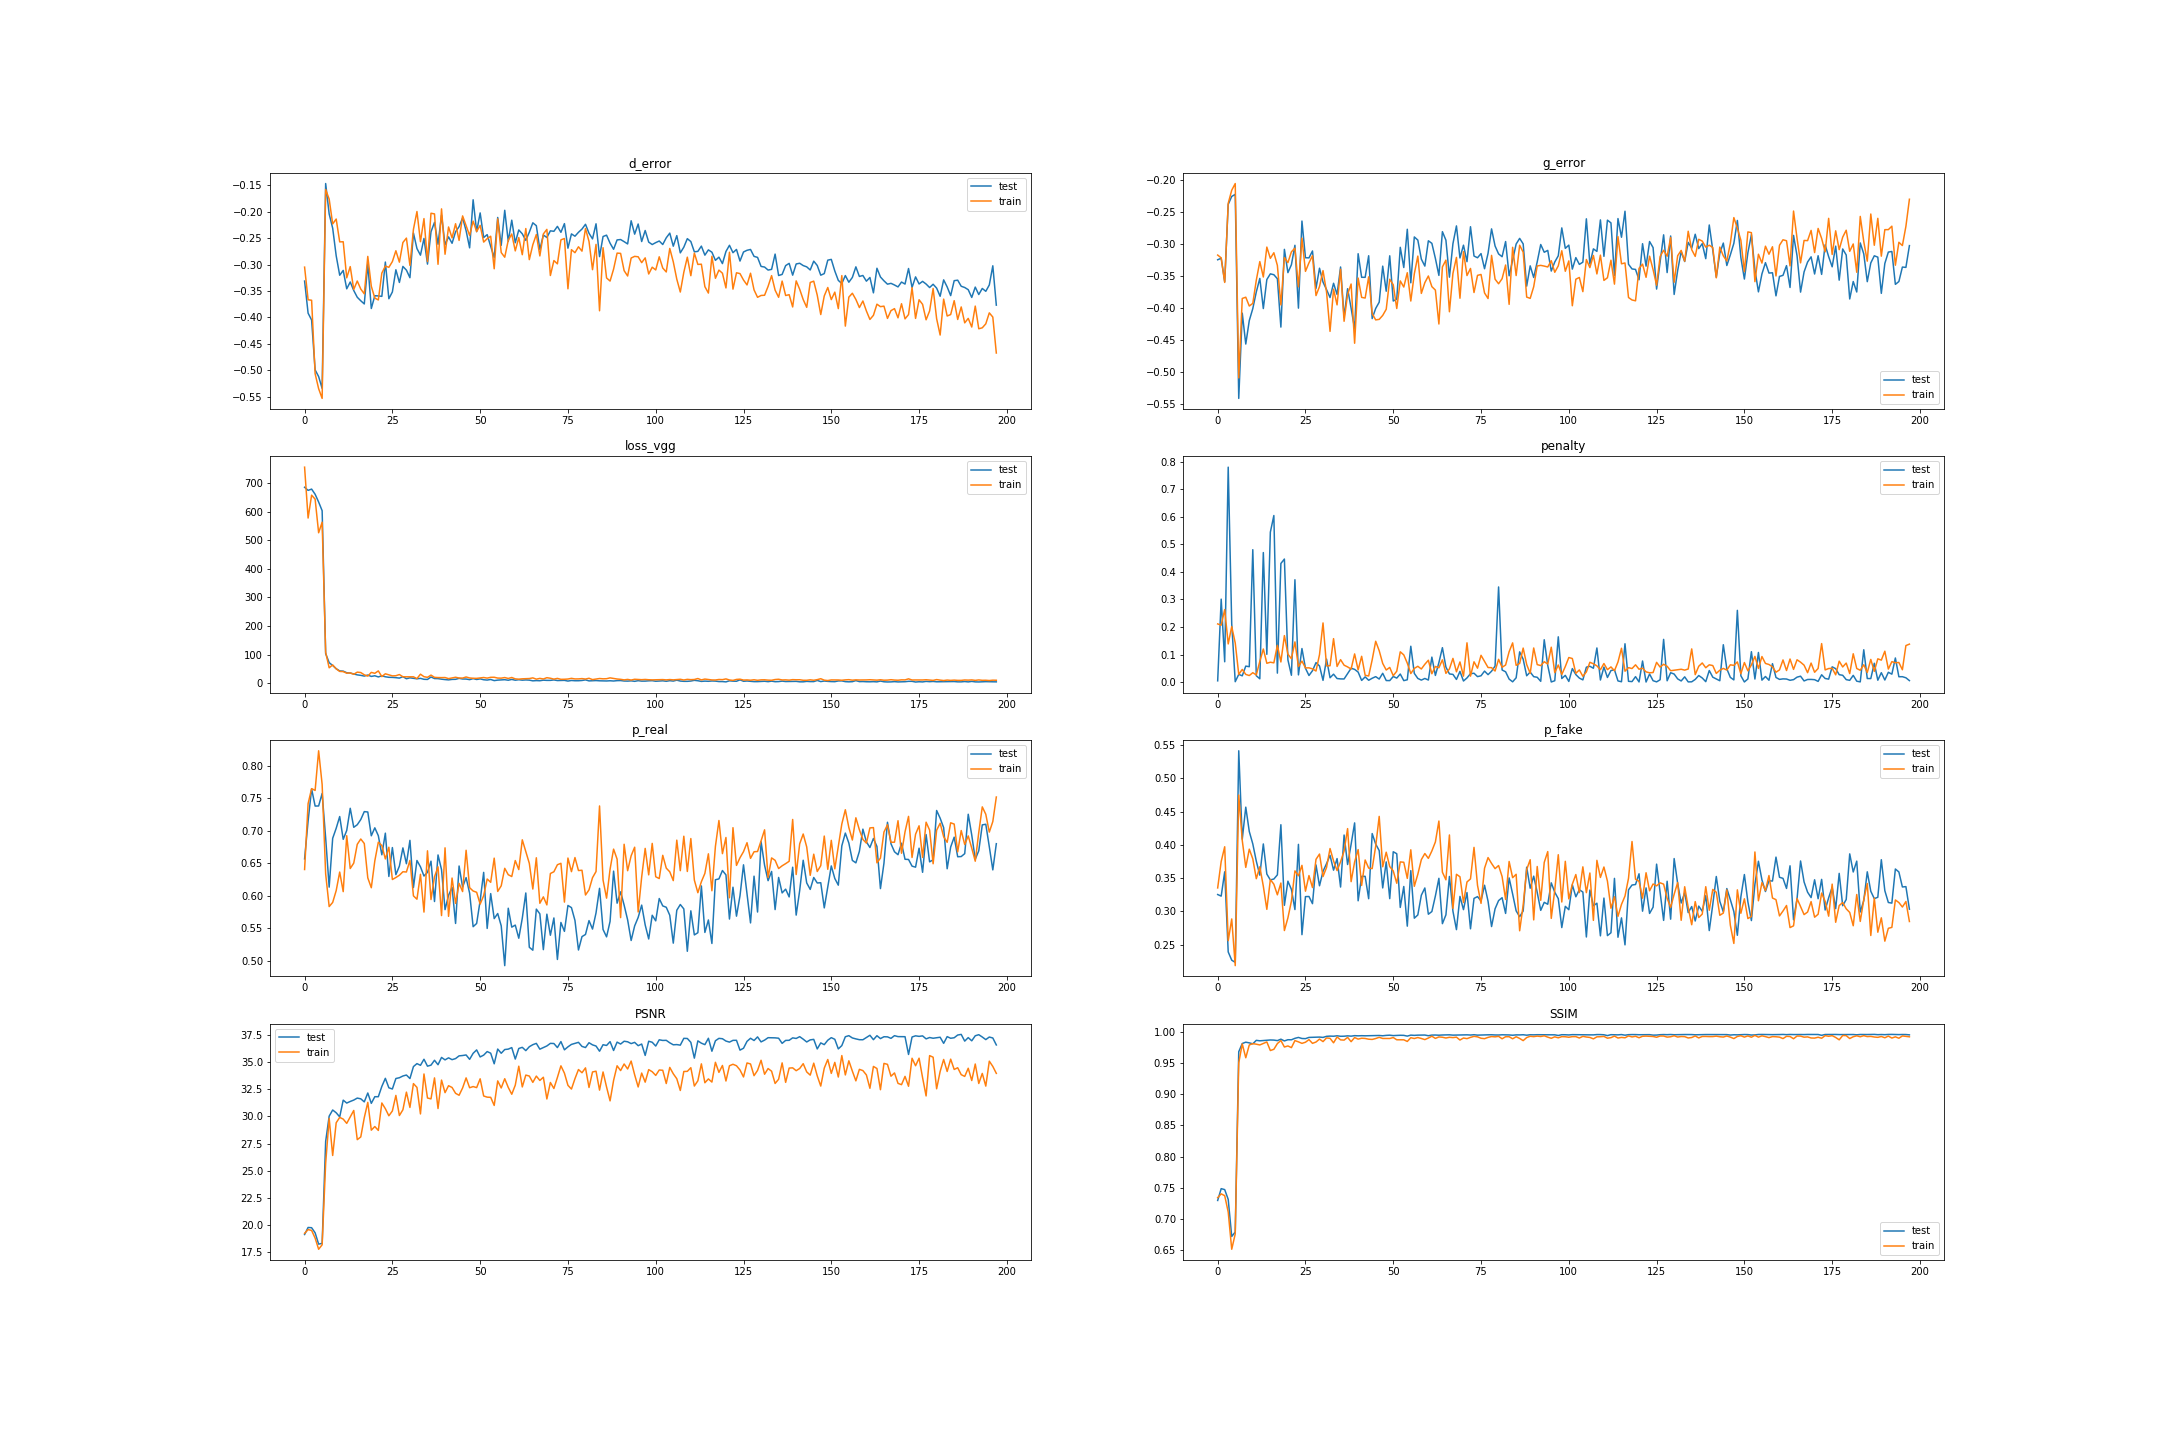 d_error
−0.15
−0.20
−0.25
−0.30
−0.35
−0.40
−0.45
−0.50
−0.55
0 25 50 75 100 125 150 175 200
test
train
g_error
−0.20
−0.25
−0.30
−0.35
−0.40
−0.45
−0.50
−0.55
0 25 50 75 100 125 150 175 200
test
train
loss_vgg
700
600
500
400
300
200
100
0
0 25 50 75 100 125 150 175 200
test
train
penalty
0.8
0.7
0.6
0.5
0.4
0.3
0.2
0.1
0.0
0 25 50 75 100 125 150 175 200
test
train
p_real
0.80
0.75
0.70
0.65
0.60
0.55
0.50
0 25 50 75 100 125 150 175 200
test
train
p_fake
0.55
0.50
0.45
0.40
0.35
0.30
0.25
0 25 50 75 100 125 150 175 200
test
train
PSNR
37.5
35.0
32.5
30.0
27.5
25.0
22.5
20.0
17.5
0 25 50 75 100 125 150 175 200
test
train
SSIM
1.00
0.95
0.90
0.85
0.80
0.75
0.70
0.65
0 25 50 75 100 125 150 175 200
test
train